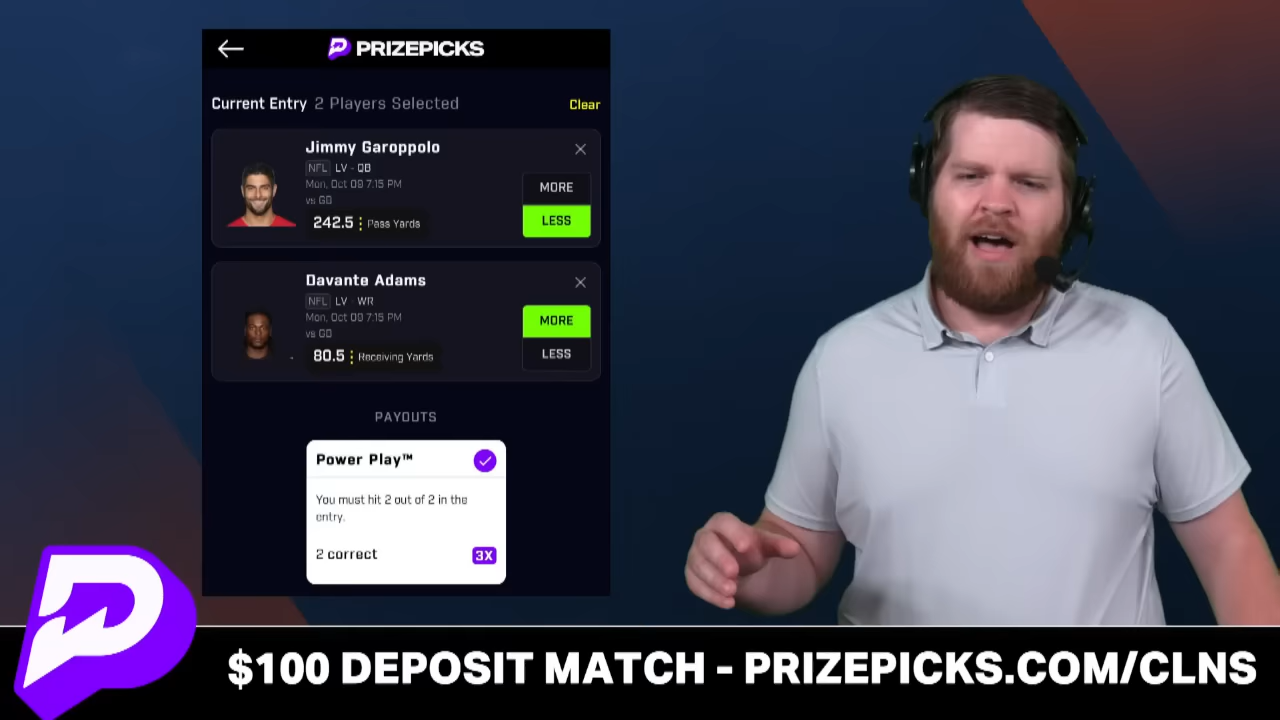 PRIZEPICKS
Current Entry 2 Players Selected
Clear
Jimmy Garoppolo
NFL LV - QB
Mon, Oct 09 7:15 PM
vs GB
242.5 Pass Yards
MORE
LESS
Davante Adams
NFL LV - WR
Mon, Oct 09 7:15 PM
vs GB
80.5 Receiving Yards
MORE
LESS
PAYOUTS
Power Play™
You must hit 2 out of 2 in the
entry.
2 correct
3X
$100 DEPOSIT MATCH - PRIZEPICKS.COM/CLNS